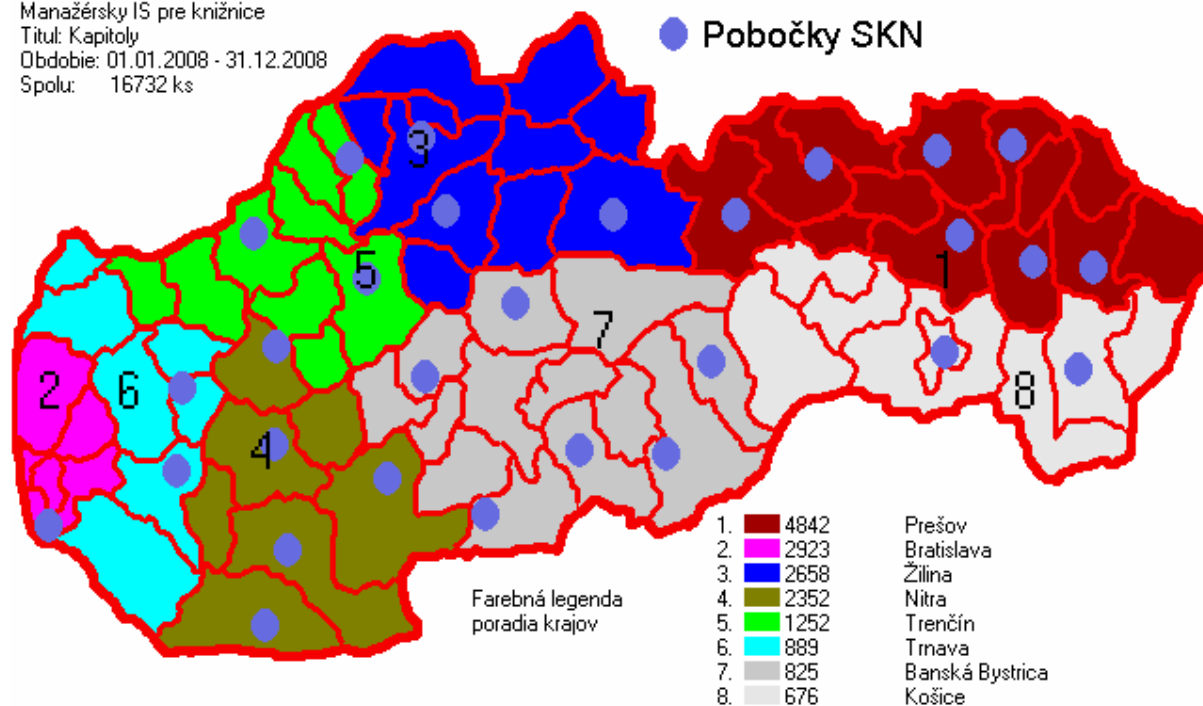 Manažérsky IS pre knižnice
Titul: Kapitoly
Obdobie: 01.01.2008 - 31.12.2008
Spolu: 16732 ks
Pobočky SKN
3
5
1
7
2
6
8
4
Farebná legenda
poradia krajov
1. 4842 Prešov
2. 2923 Bratislava
3. 2658 Žilina
4. 2352 Nitra
5. 1252 Trenčín
6. 889 Trnava
7. 825 Banská Bystrica
8. 676 Košice